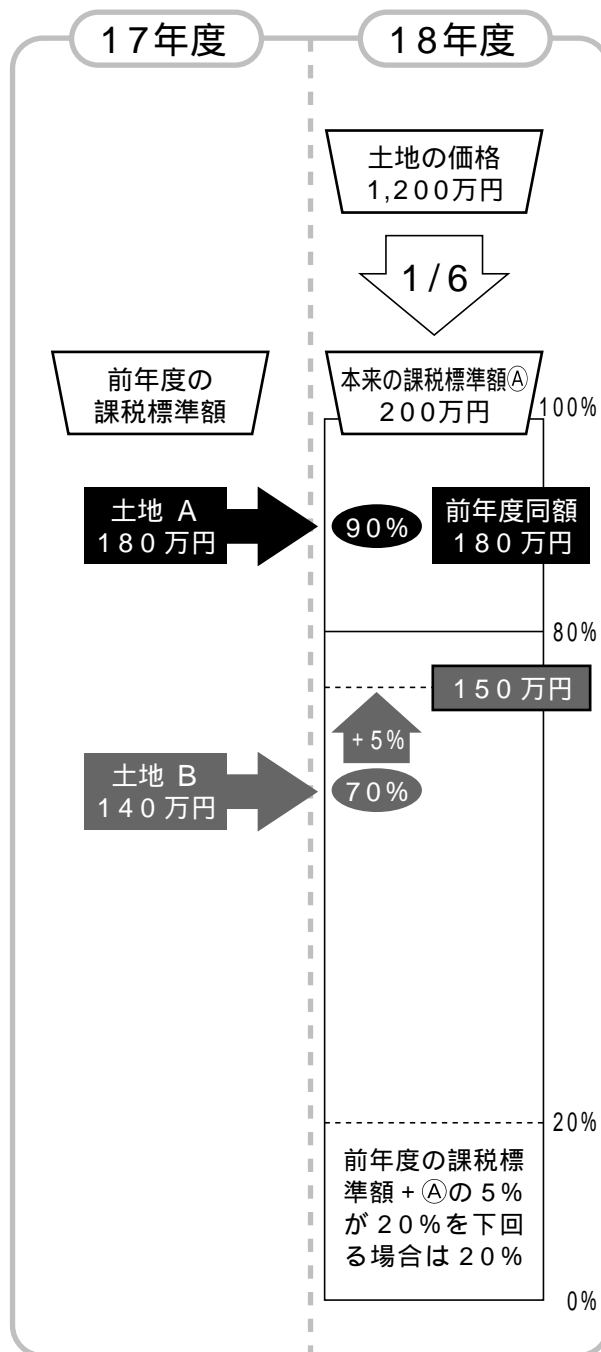 17年度
18年度
土地の価格
1,200万円
1/6
前年度の
課税標準額
本来の課税標準額Ⓐ
200万円
100%
土地 A
180万円
90%
前年度同額
180万円
80%
150万円
+5%
土地 B
140万円
70%
20%
前年度の課税標
準額+Ⓐの5%
が20%を下回
る場合は20%
0%